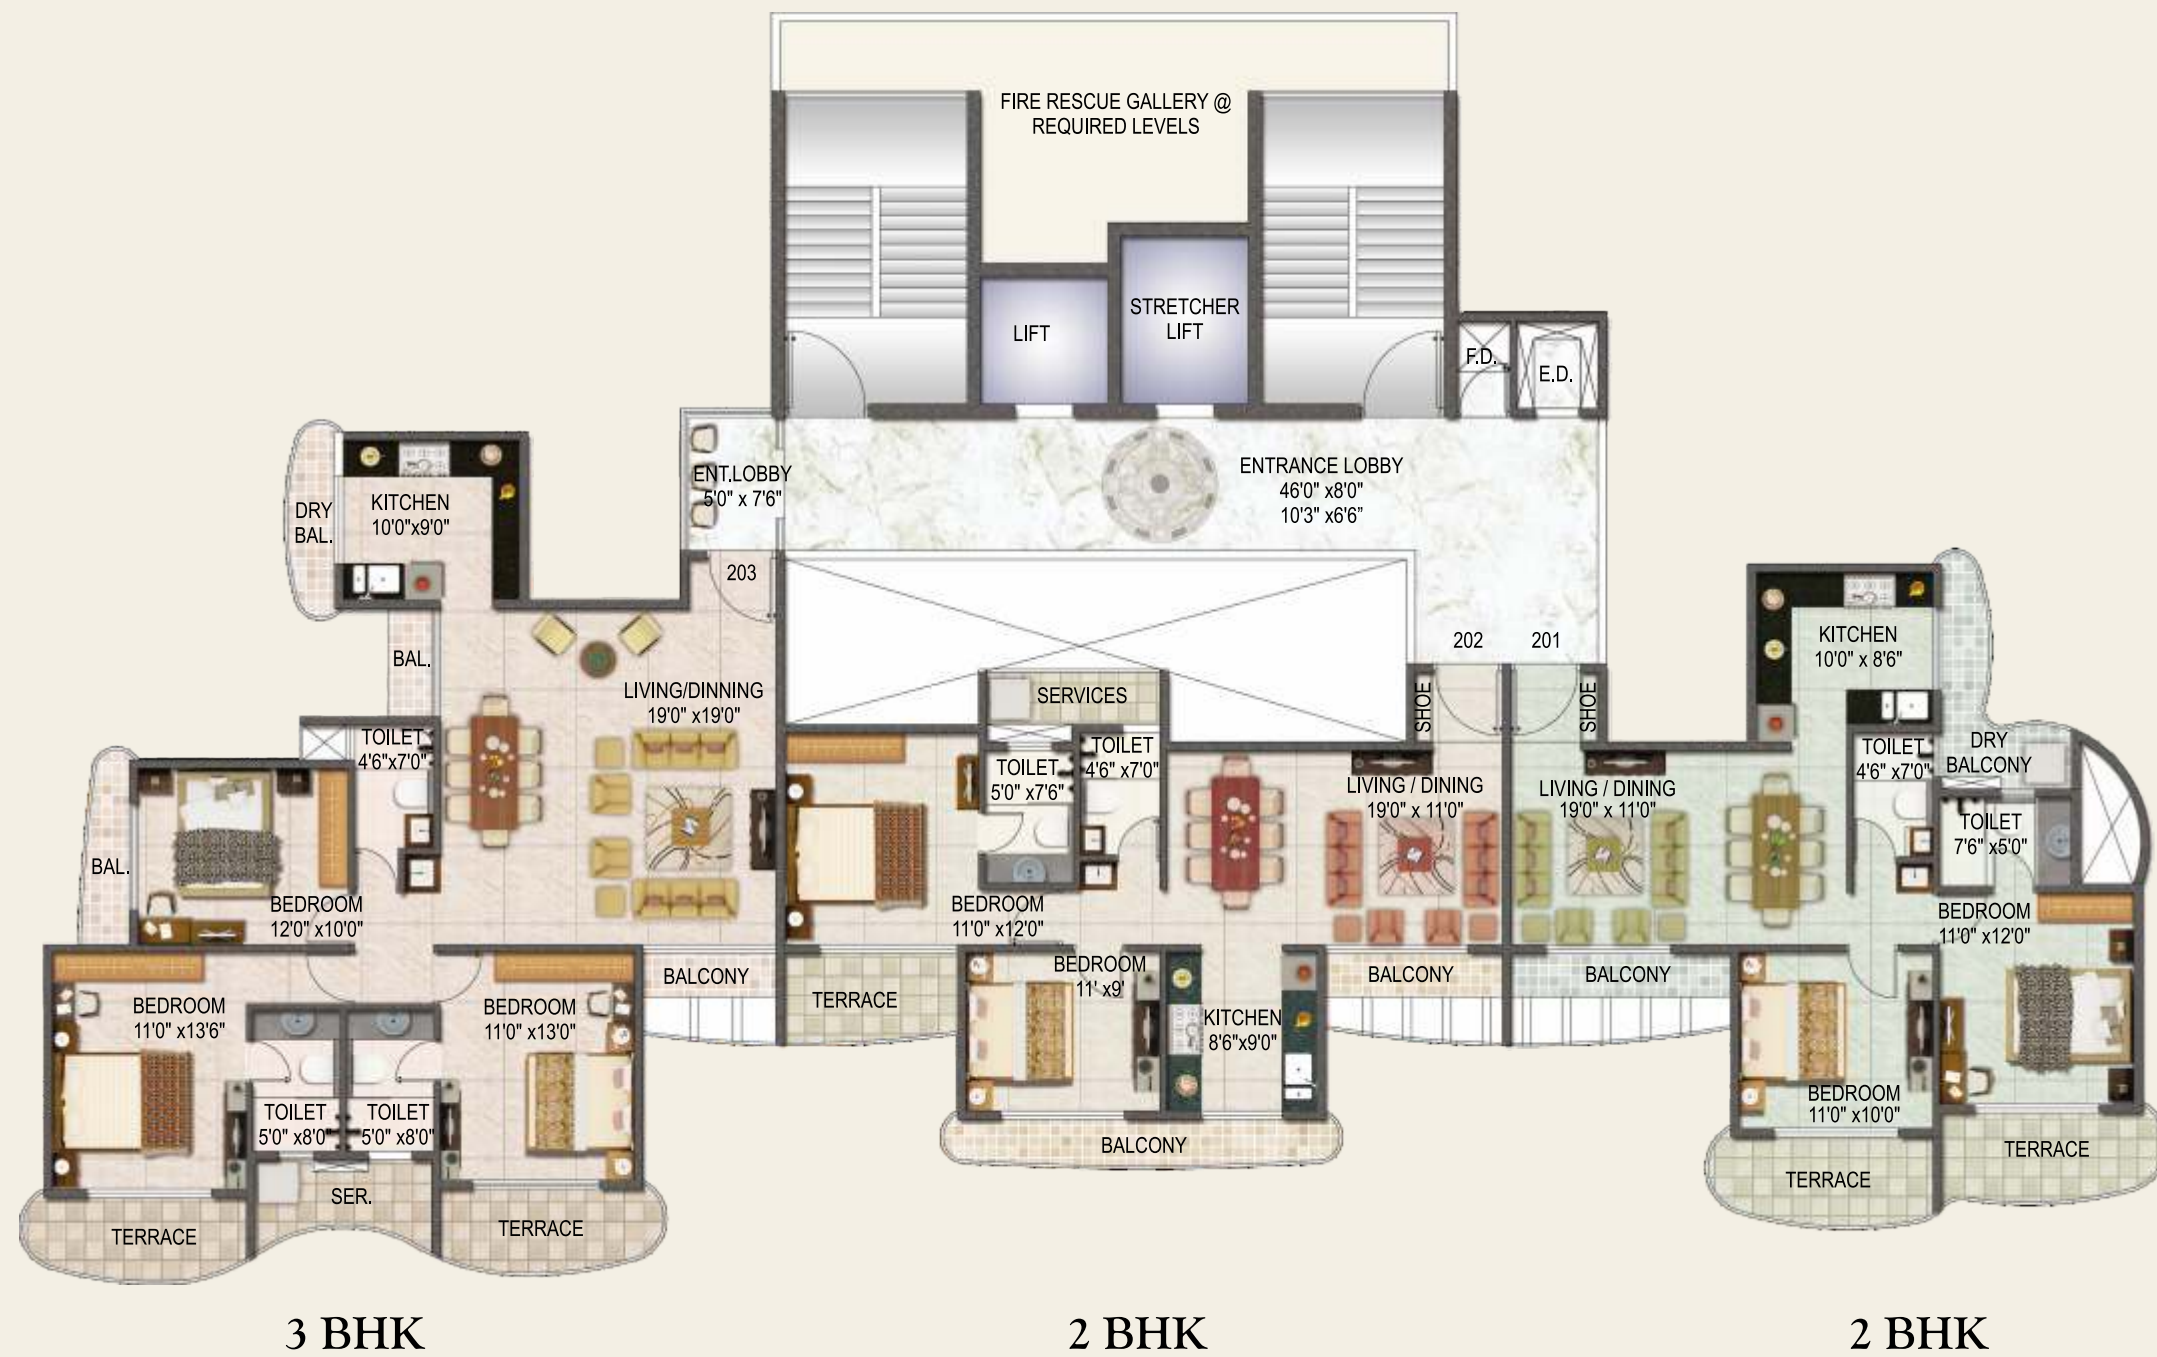 FIRE RESCUE GALLERY @
REQUIRED LEVELS
LIFT
STRETCHER
LIFT
F.D.
E.D.
ENT.LOBBY
5'0" x 7'6"
ENTRANCE LOBBY
46'0" x8'0"
10'3" x6'6"
203
202
201
SHOE
SHOE
DRY
BAL.
KITCHEN
10'0"x9'0"
BAL.
LIVING/DINNING
19'0" x19'0"
TOILET
4'6"x7'0"
BAL.
BEDROOM
12'0" x10'0"
BEDROOM
11'0" x13'6"
BEDROOM
11'0" x13'0"
BALCONY
TOILET
5'0" x8'0"
TOILET
5'0" x8'0"
SER.
TERRACE
TERRACE
SERVICES
TOILET
5'0" x7'6"
TOILET
4'6" x7'0"
LIVING / DINING
19'0" x 11'0"
BEDROOM
11'0" x12'0"
TERRACE
BEDROOM
11' x9'
KITCHEN
8'6"x9'0"
BALCONY
BALCONY
KITCHEN
10'0" x 8'6"
LIVING / DINING
19'0" x 11'0"
TOILET
4'6" x7'0"
DRY
BALCONY
TOILET
7'6" x5'0"
BEDROOM
11'0" x12'0"
BALCONY
BEDROOM
11'0" x10'0"
TERRACE
TERRACE
3 BHK
2 BHK
2 BHK